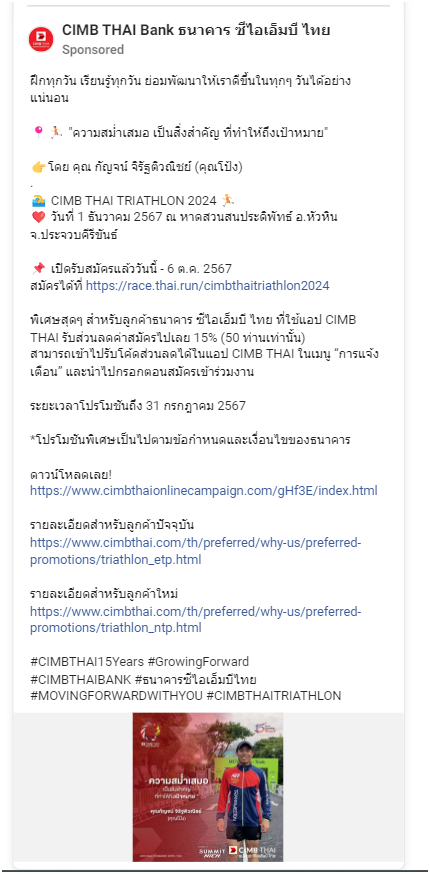 CIMB THAI Bank ธนาคาร ซีไอเอ็มบี ไทย
Sponsored
ฝึกทุกวัน เรียนรู้ทุกวัน ย่อมพัฒนาให้เราดีขึ้นในทุกๆ วันได้อย่าง
แน่นอน
"ความสม่ำเสมอ เป็นสิ่งสำคัญ ที่ทำให้ถึงเป้าหมาย"
👉โดย คุณ กัญจน์ จิรัฐติวณิชย์ (คุณโป้ง)
.
🏊 CIMB THAI TRIATHLON 2024 🏃
❤️ วันที่ 1 ธันวาคม 2567 ณ หาดสวนสนประดิพัทธ์ อ.หัวหิน
จ.ประจวบคีรีขันธ์
📌 เปิดรับสมัครแล้ววันนี้ - 6 ต.ค. 2567
สมัครได้ที่ https://race.thai.run/cimbthaitriathlon2024
พิเศษสุดๆ สำหรับลูกค้าธนาคาร ซีไอเอ็มบี ไทย ที่ใช้แอป CIMB
THAI รับส่วนลดค่าสมัครไปเลย 15% (50 ท่านเท่านั้น)
สามารถเข้าไปรับโค้ดส่วนลดได้ในแอป CIMB THAI ในเมนู “การแจ้ง
เตือน” และนำไปกรอกตอนสมัครเข้าร่วมงาน
ระยะเวลาโปรโมชันถึง 31 กรกฎาคม 2567
*โปรโมชันพิเศษเป็นไปตามข้อกำหนดและเงื่อนไขของธนาคาร
ดาวน์โหลดเลย!
https://www.cimbthaionlinecampaign.com/gHf3E/index.html
รายละเอียดสำหรับลูกค้าปัจจุบัน
https://www.cimbthai.com/th/preferred/why-us/preferred-
promotions/triathlon_etp.html
รายละเอียดสำหรับลูกค้าใหม่
https://www.cimbthai.com/th/preferred/why-us/preferred-
promotions/triathlon_ntp.html
#CIMBTHAI15Years #GrowingForward
#CIMBTHAIBANK #ธนาคารซีไอเอ็มบีไทย
#MOVINGFORWARDWITHYOU #CIMBTHAITRIATHLON
ความสม่ำเสมอ
เป็นสิ่งสำคัญ
ที่ทำให้ถึงเป้าหมาย
SUMMIT
CIMB THAI